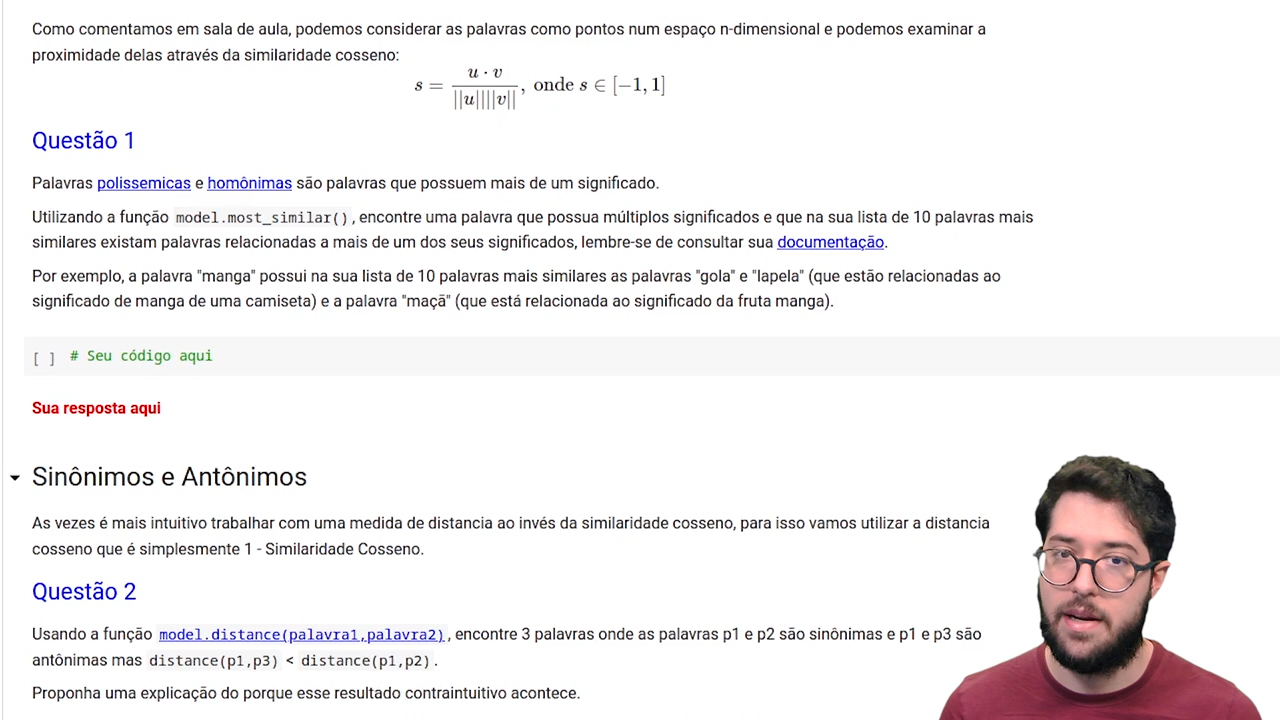 Como comentamos em sala de aula, podemos considerar as palavras como pontos num espaço n-dimensional e podemos examinar a
proximidade delas através da similaridade cosseno:
s = u · v / ||u||||v||, onde s ∈ [−1, 1]
Questão 1
Palavras polissemicas e homônimas são palavras que possuem mais de um significado.
Utilizando a função model.most_similar(), encontre uma palavra que possua múltiplos significados e que na sua lista de 10 palavras mais
similares existam palavras relacionadas a mais de um dos seus significados, lembre-se de consultar sua documentação.
Por exemplo, a palavra "manga" possui na sua lista de 10 palavras mais similares as palavras "gola" e "lapela" (que estão relacionadas ao
significado de manga de uma camiseta) e a palavra "maçã" (que está relacionada ao significado da fruta manga).
[ ] # Seu código aqui
Sua resposta aqui
Sinônimos e Antônimos
As vezes é mais intuitivo trabalhar com uma medida de distancia ao invés da similaridade cosseno, para isso vamos utilizar a distancia
cosseno que é simplesmente 1 - Similaridade Cosseno.
Questão 2
Usando a função model.distance(palavra1,palavra2), encontre 3 palavras onde as palavras p1 e p2 são sinônimas e p1 e p3 são
antônimas mas distance(p1,p3) < distance(p1,p2).
Proponha uma explicação do porque esse resultado contraintuitivo acontece.